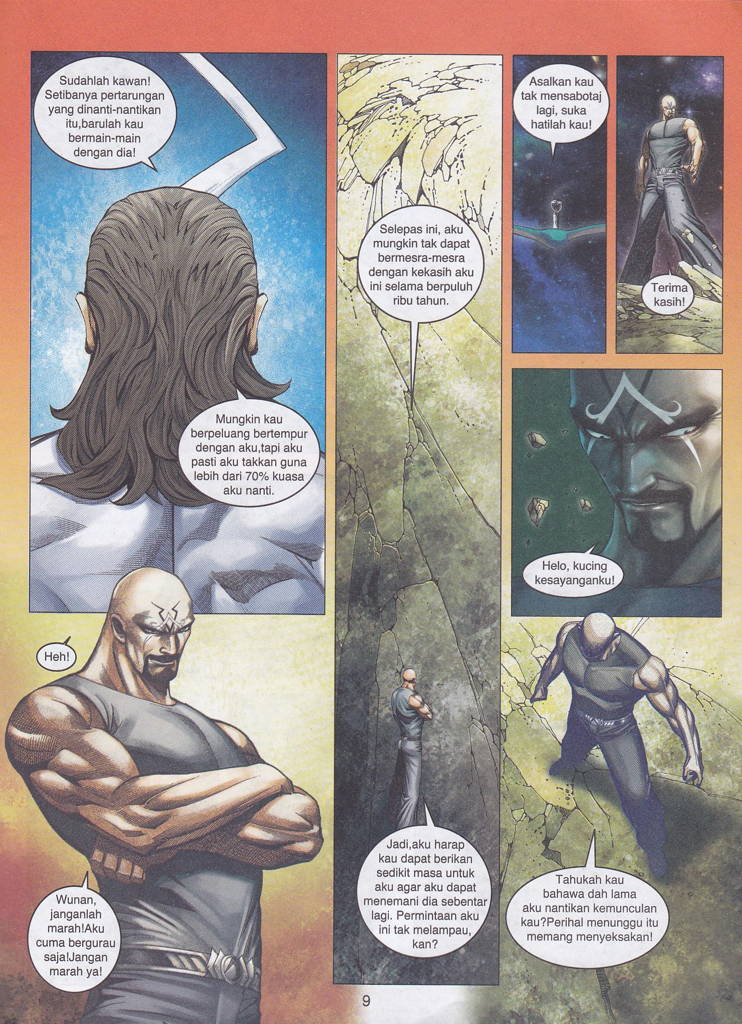 Sudahlah kawan!
Setibanya pertarungan
yang dinanti-nantikan
itu,barulah kau
bermain-main
dengan dia!
Mungkin kau
berpeluang bertempur
dengan aku,tapi aku
pasti aku takkan guna
lebih dari 70% kuasa
aku nanti.
Heh!
Wunan,
janganlah
marah!Aku
cuma bergurau
saja!Jangan
marah ya!
Selepas ini, aku
mungkin tak dapat
bermesra-mesra
dengan kekasih aku
ini selama berpuluh
ribu tahun.
Jadi,aku harap
kau dapat berikan
sedikit masa untuk
aku agar aku dapat
menemani dia sebentar
lagi. Permintaan aku
ini tak melampau,
kan?
Asalkan kau
tak mensabotaj
lagi, suka
hatilah kau!
Terima
kasih!
Helo, kucing
kesayanganku!
Tahukah kau
bahawa dah lama
aku nantikan kemunculan
kau?Perihal menunggu itu
memang menyeksakan!
9